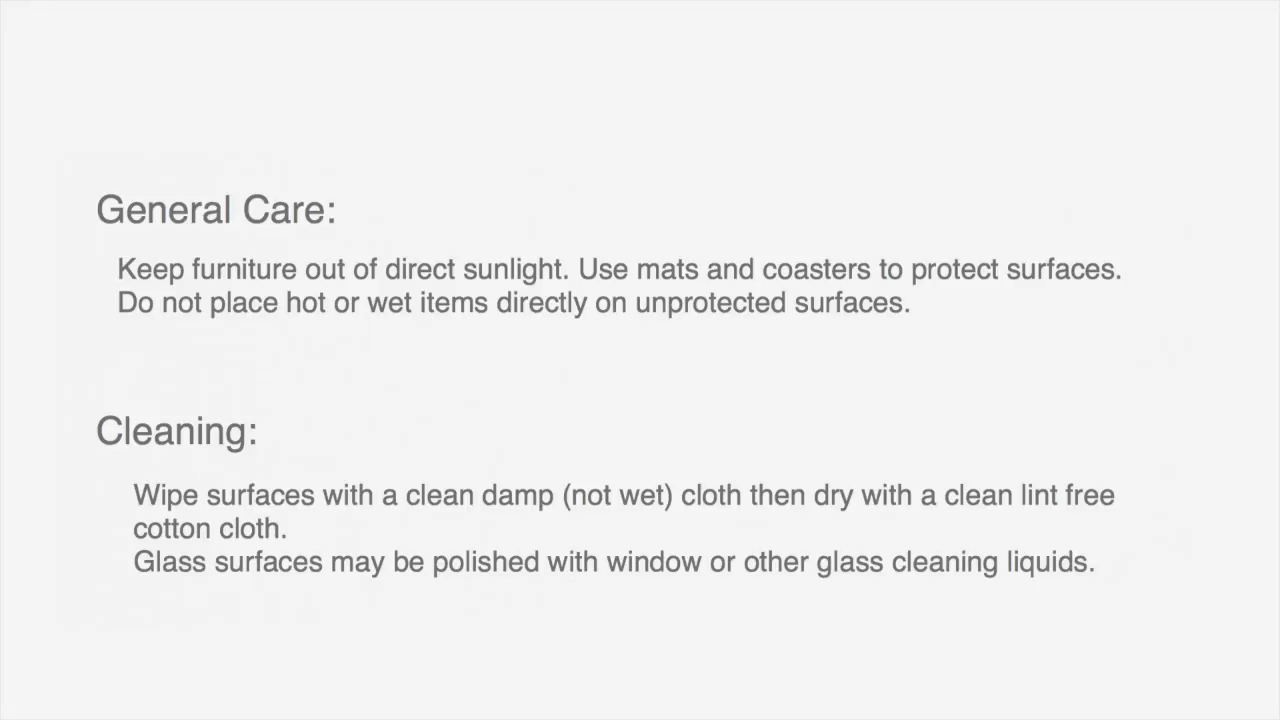 General Care:
Keep furniture out of direct sunlight. Use mats and coasters to protect surfaces.
Do not place hot or wet items directly on unprotected surfaces.
Cleaning:
Wipe surfaces with a clean damp (not wet) cloth then dry with a clean lint free
cotton cloth.
Glass surfaces may be polished with window or other glass cleaning liquids.